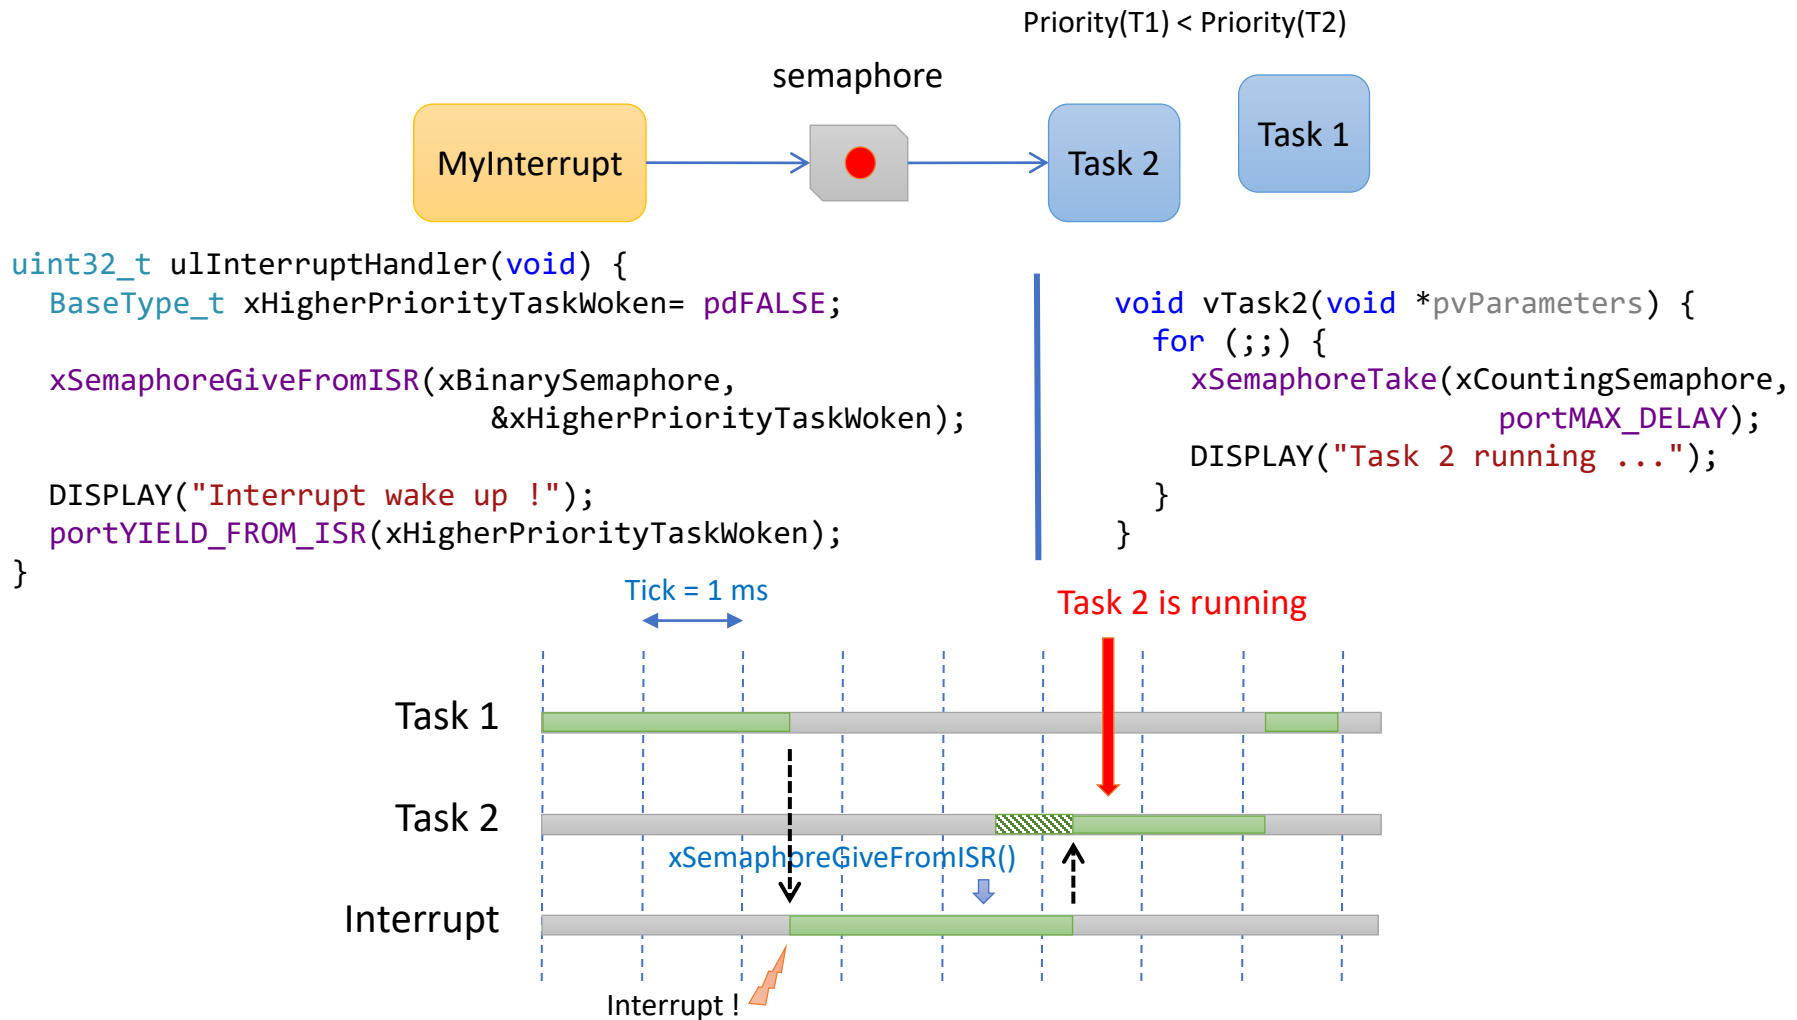 Priority(T1) < Priority(T2)
semaphore
MyInterrupt
Task 2
Task 1
uint32_t ulInterruptHandler(void) {
BaseType_t xHigherPriorityTaskWoken= pdFALSE;
xSemaphoreGiveFromISR(xBinarySemaphore,
&xHigherPriorityTaskWoken);
DISPLAY("Interrupt wake up !");
portYIELD_FROM_ISR(xHigherPriorityTaskWoken);
}
void vTask2(void *pvParameters) {
for (;;) {
xSemaphoreTake(xCountingSemaphore,
portMAX_DELAY);
DISPLAY("Task 2 running ...");
}
}
Tick = 1 ms
Task 2 is running
Task 1
Task 2
xSemaphoreGiveFromISR()
Interrupt
Interrupt !